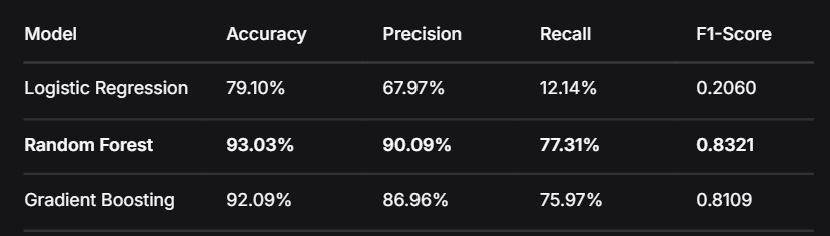 Model Accuracy Precision Recall F1-Score
Logistic Regression 79.10% 67.97% 12.14% 0.2060
Random Forest 93.03% 90.09% 77.31% 0.8321
Gradient Boosting 92.09% 86.96% 75.97% 0.8109